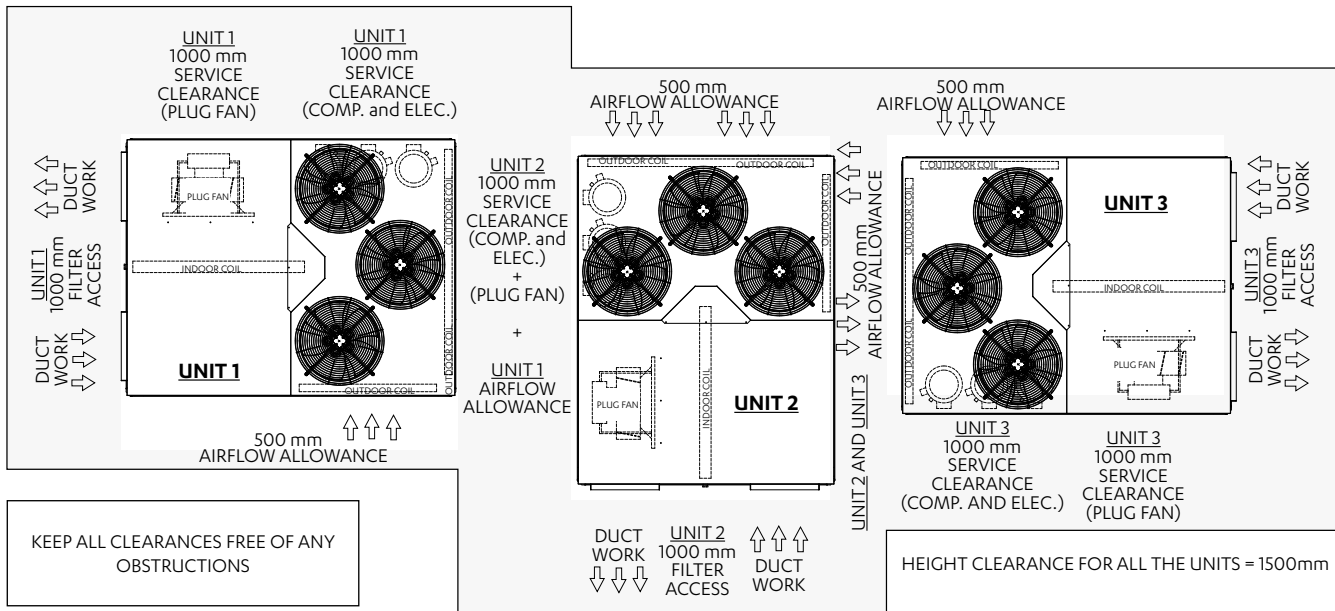 UNIT 1
1000 mm
SERVICE
CLEARANCE
(PLUG FAN)
UNIT 1
1000 mm
SERVICE
CLEARANCE
(COMP. and ELEC.)
DUCT
WORK
UNIT 1
1000 mm
FILTER
ACCESS
DUCT
WORK
PLUG FAN
INDOOR COIL
UNIT 1
OUTDOOR COIL
OUTDOOR COIL
OUTDOOR COIL
500 mm
AIRFLOW ALLOWANCE
UNIT 2
1000 mm
SERVICE
CLEARANCE
(COMP. and
ELEC.)
+
(PLUG FAN)
+
UNIT 1
AIRFLOW
ALLOWANCE
500 mm
AIRFLOW ALLOWANCE
OUTDOOR COIL
OUTDOOR COIL
OUTDOOR COIL
PLUG FAN
INDOOR COIL
UNIT 2
DUCT
WORK
UNIT 2
1000 mm
FILTER
ACCESS
DUCT
WORK
500 mm
AIRFLOW ALLOWANCE
UNIT 2 AND UNIT 3
500 mm
AIRFLOW ALLOWANCE
OUTDOOR COIL
OUTDOOR COIL
OUTDOOR COIL
UNIT 3
INDOOR COIL
PLUG FAN
DUCT
WORK
UNIT 3
1000 mm
FILTER
ACCESS
DUCT
WORK
UNIT 3
1000 mm
SERVICE
CLEARANCE
(COMP. AND ELEC.)
UNIT 3
1000 mm
SERVICE
CLEARANCE
(PLUG FAN)
KEEP ALL CLEARANCES FREE OF ANY
OBSTRUCTIONS
HEIGHT CLEARANCE FOR ALL THE UNITS = 1500mm